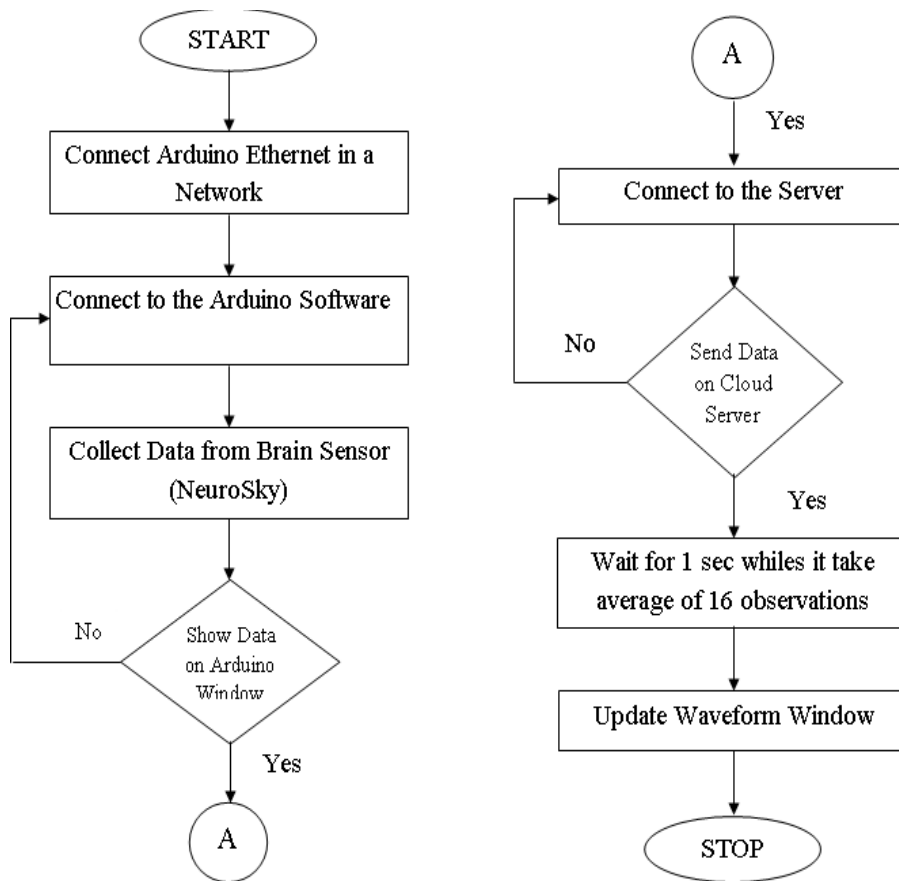 START
Connect Arduino Ethernet in a
Network
Connect to the Arduino Software
Collect Data from Brain Sensor
(NeuroSky)
No
Show Data
on Arduino
Window
Yes
A
A
Yes
Connect to the Server
No
Send Data
on Cloud
Server
Yes
Wait for 1 sec whiles it take
average of 16 observations
Update Waveform Window
STOP